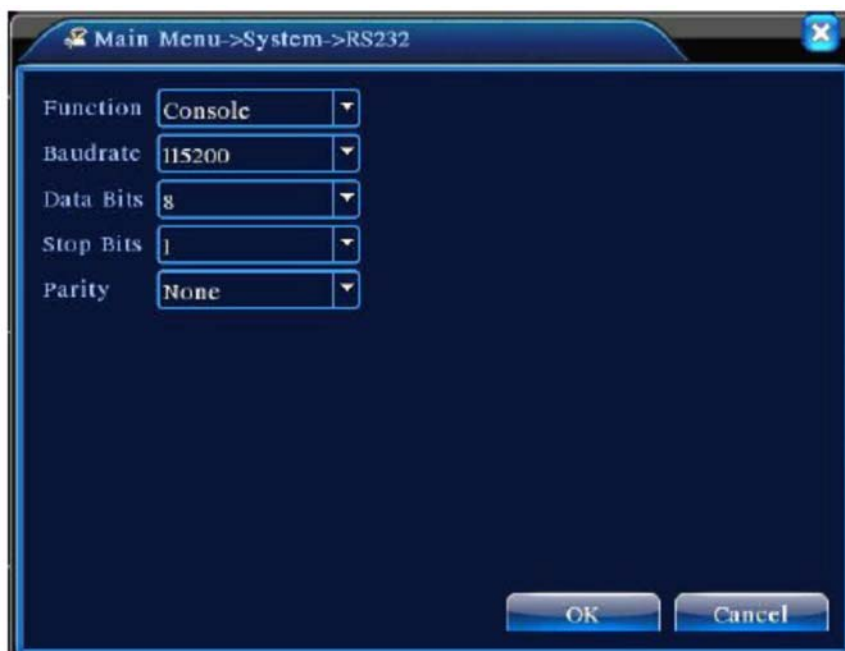 Main Menu->System->RS232
Function Console
Baudrate 115200
Data Bits 8
Stop Bits 1
Parity None
OK Cancel